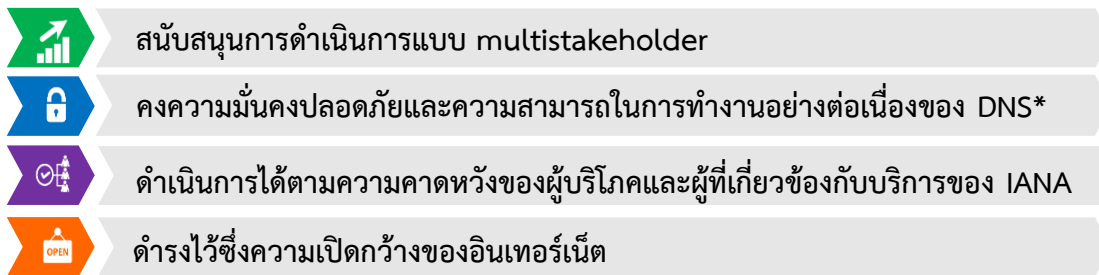 สนับสนุนการดำเนินการแบบ multistakeholder
คงความมั่นคงปลอดภัยและความสามารถในการทำงานอย่างต่อเนื่องของ DNS*
ดำเนินการได้ตามความคาดหวังของผู้บริโภคและผู้ที่เกี่ยวข้องกับบริการของ IANA
OPEN
ดำรงไว้ซึ่งความเปิดกว้างของอินเทอร์เน็ต